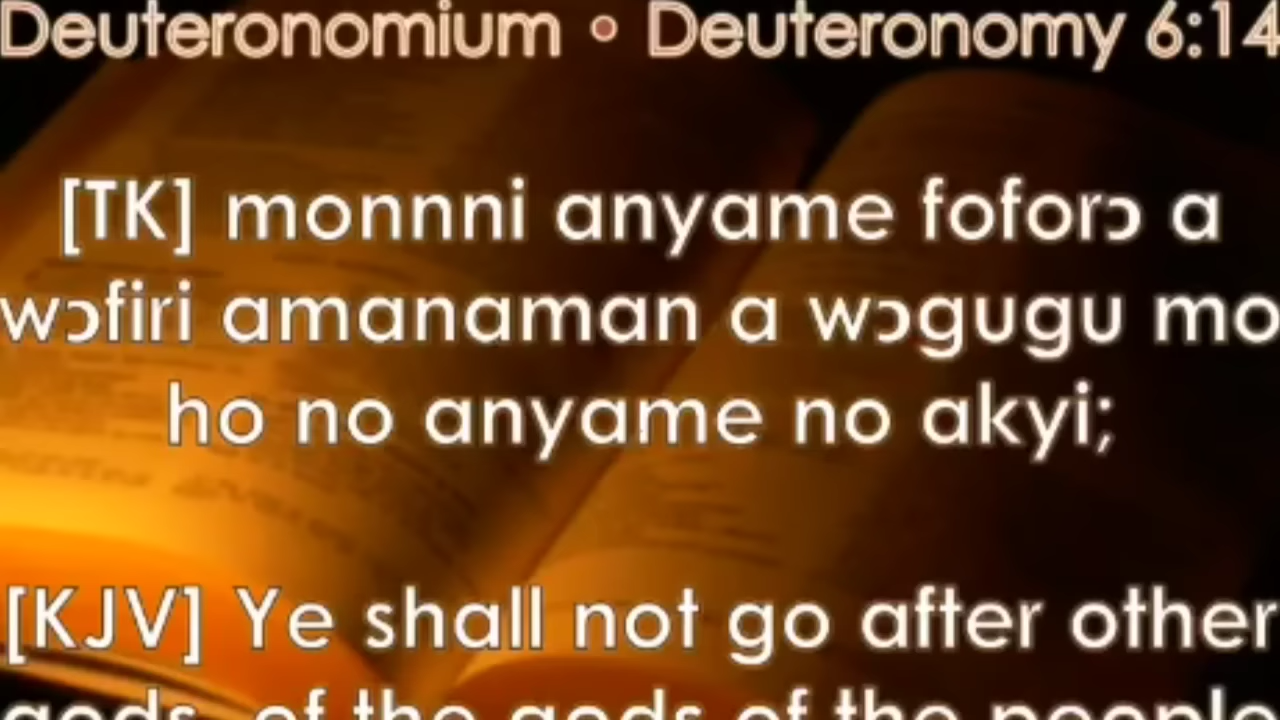 Deuteronomium • Deuteronomy 6:14
[TK] monnni anyame foforɔ a
wɔfiri amanaman a wɔgugu mo
ho no anyame no akyi;
[KJV] Ye shall not go after other
gods, of the gods of the people